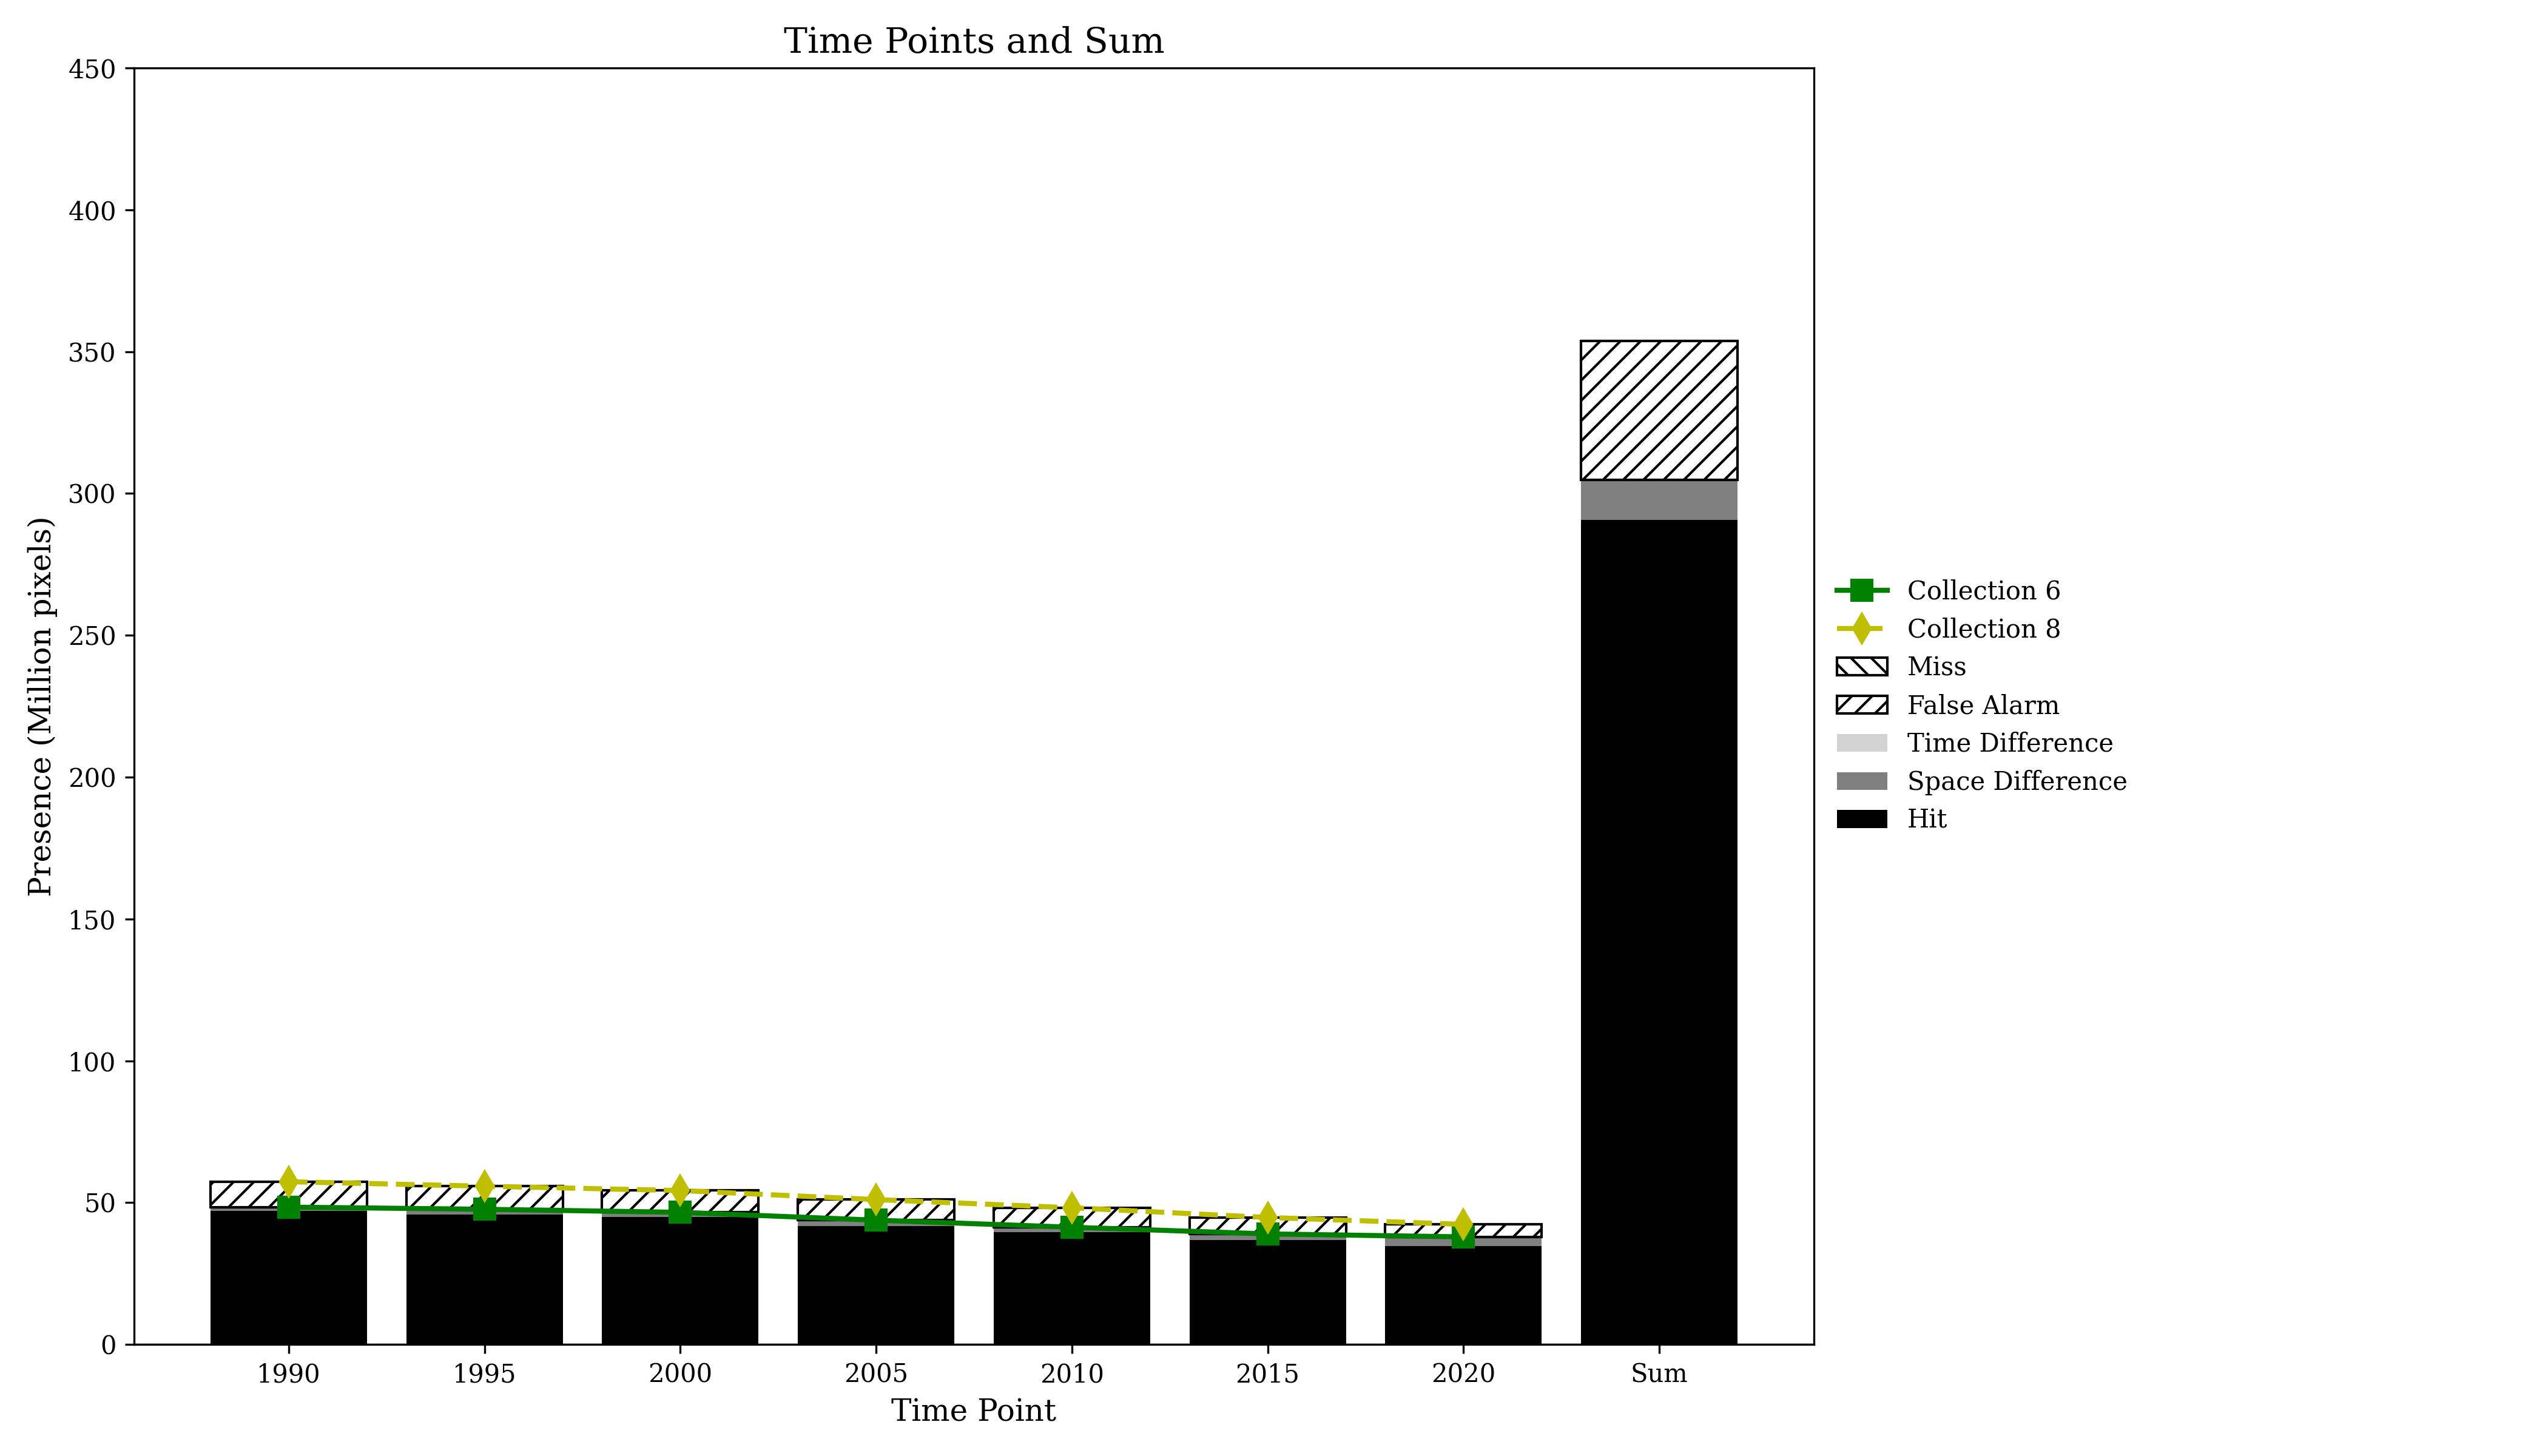 Time Points and Sum
Presence (Million pixels)
450
400
350
300
250
200
150
100
50
0
1990 1995 2000 2005 2010 2015 2020 Sum
Time Point
Collection 6
Collection 8
Miss
False Alarm
Time Difference
Space Difference
Hit